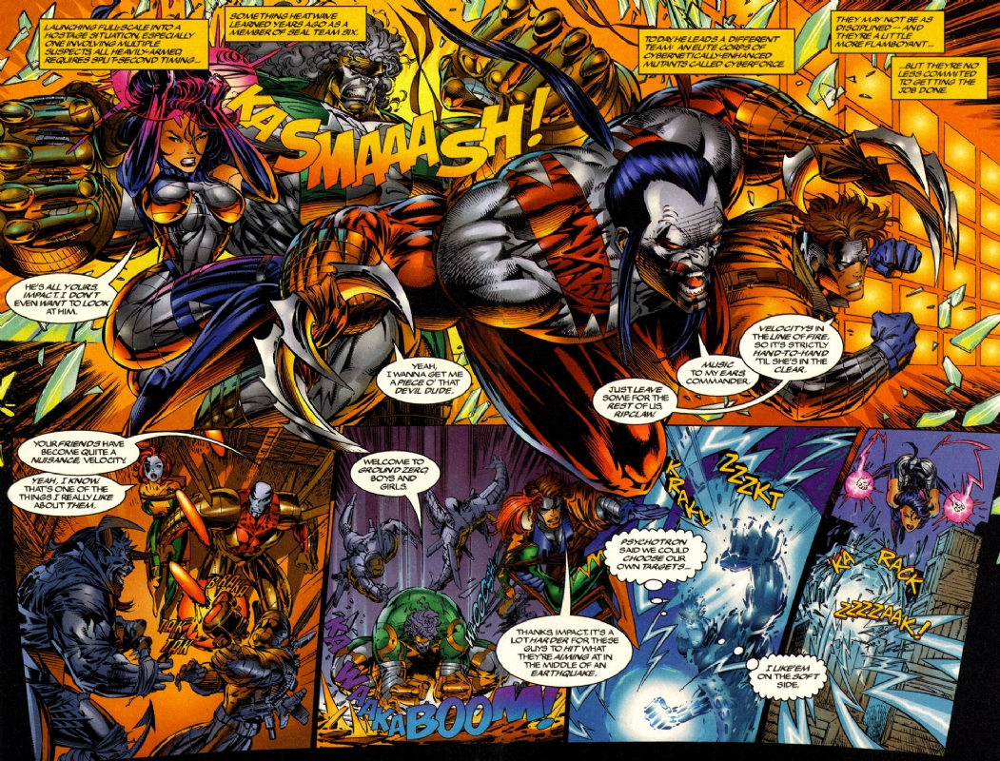 LAUNCHING FULL-SCALE INTO A
HOSTAGE SITUATION, ESPECIALLY
ONE INVOLVING MULTIPLE
SUSPECTS ALL HEAVILY-ARMED,
REQUIRES SPLIT-SECOND TIMING...
SOMETHING HEATWAVE
LEARNED YEARS AGO AS A
MEMBER OF SEAL TEAM SIX.
TODAY HE LEADS A DIFFERENT
TEAM: AN ELITE CORPS OF
CYBERNETICALLY-ENHANCED
MUTANTS CALLED CYBERFORCE.
THEY MAY NOT BE AS
DISCIPLINED -- AND
THEY'RE A LITTLE
MORE FLAMBOYANT...
...BUT THEY'RE NO
LESS COMMITED
TO GETTING THE
JOB DONE.
KASMAAASH!
HE'S ALL YOURS,
IMPACT. I DON'T
EVEN WANT TO LOOK
AT HIM.
YEAH,
I WANNA GET ME
A PIECE O' THAT
DEVIL DUDE.
VELOCITY'S IN
THE LINE OF FIRE,
SO IT'S STRICTLY
HAND-TO-HAND
'TIL SHE'S IN THE
CLEAR.
MUSIC
TO MY EARS,
COMMANDER.
JUST LEAVE
SOME FOR THE
REST OF US,
RIPCLAW.
YOUR FRIENDS HAVE
BECOME QUITE A
NUISANCE, VELOCITY.
YEAH, I KNOW.
THAT'S ONE OF THE
THINGS I REALLY LIKE
ABOUT THEM.
TAK
TOK
WELCOME TO
GROUND ZERO,
BOYS AND
GIRLS.
WAAAKABOOM!
THANKS, IMPACT. IT'S A
LOT HARDER FOR THESE
GUYS TO HIT WHAT
THEY'RE AIMING AT IN
THE MIDDLE OF AN
EARTHQUAKE.
KRAKL
ZZZKT
PSYCHOTRON
SAID WE COULD
CHOOSE OUR
OWN TARGETS...
I LIKE 'EM
ON THE SOFT
SIDE.
KA RACK
ZZZZZAAK!